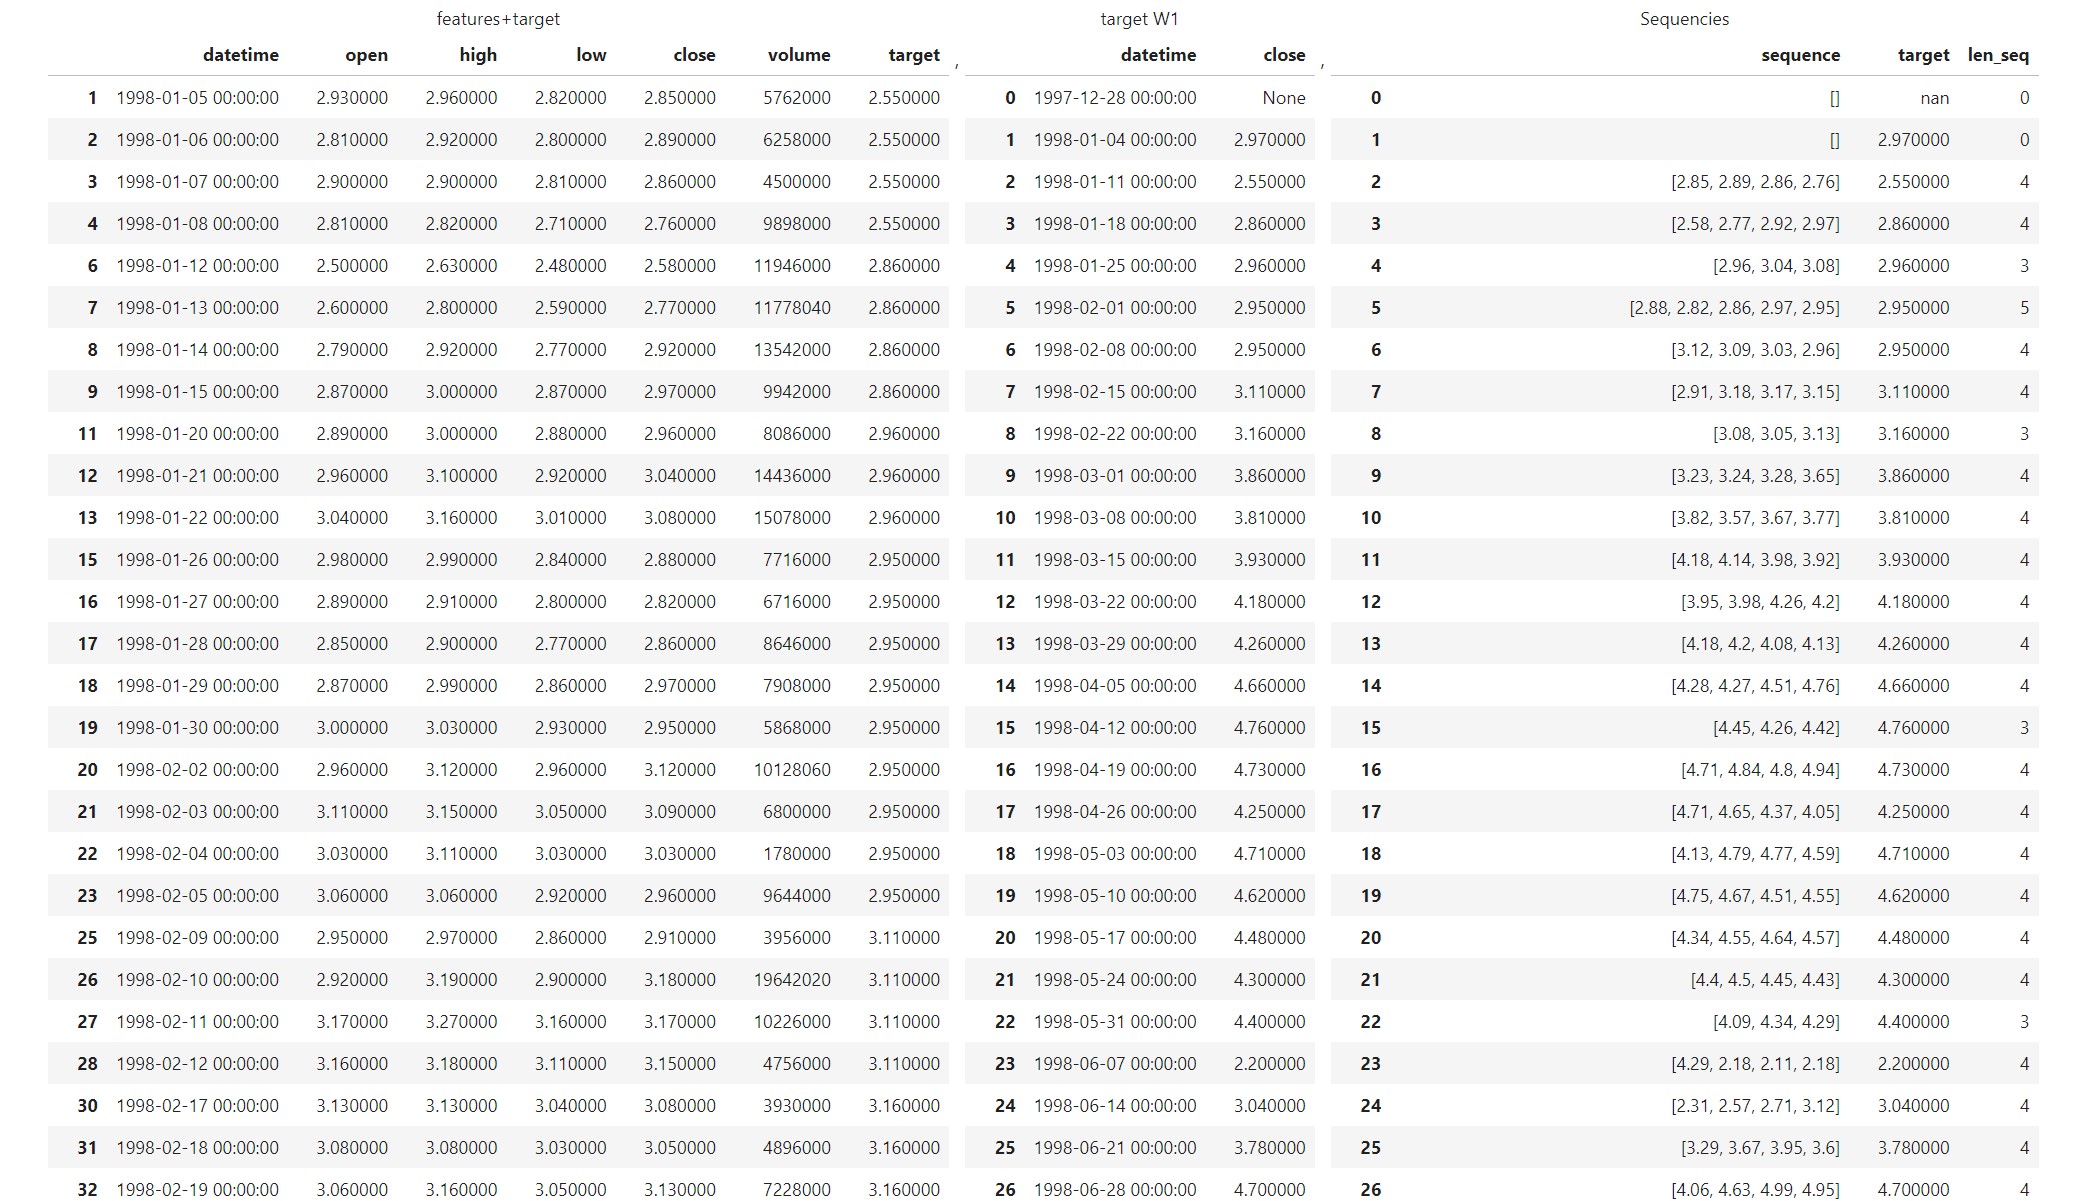 features+target target W1 Sequencies
datetime open high low close volume target , datetime close , sequence target len_seq
1 1998-01-05 00:00:00 2.930000 2.960000 2.820000 2.850000 5762000 2.550000 0 1997-12-28 00:00:00 None 0 [] nan 0
2 1998-01-06 00:00:00 2.810000 2.920000 2.800000 2.890000 6258000 2.550000 1 1998-01-04 00:00:00 2.970000 1 [] 2.970000 0
3 1998-01-07 00:00:00 2.900000 2.900000 2.810000 2.860000 4500000 2.550000 2 1998-01-11 00:00:00 2.550000 2 [2.85, 2.89, 2.86, 2.76] 2.550000 4
4 1998-01-08 00:00:00 2.810000 2.820000 2.710000 2.760000 9898000 2.550000 3 1998-01-18 00:00:00 2.860000 3 [2.58, 2.77, 2.92, 2.97] 2.860000 4
6 1998-01-12 00:00:00 2.500000 2.630000 2.480000 2.580000 11946000 2.860000 4 1998-01-25 00:00:00 2.960000 4 [2.96, 3.04, 3.08] 2.960000 3
7 1998-01-13 00:00:00 2.600000 2.800000 2.590000 2.770000 11778040 2.860000 5 1998-02-01 00:00:00 2.950000 5 [2.88, 2.82, 2.86, 2.97, 2.95] 2.950000 5
8 1998-01-14 00:00:00 2.790000 2.920000 2.770000 2.920000 13542000 2.860000 6 1998-02-08 00:00:00 2.950000 6 [3.12, 3.09, 3.03, 2.96] 2.950000 4
9 1998-01-15 00:00:00 2.870000 3.000000 2.870000 2.970000 9942000 2.860000 7 1998-02-15 00:00:00 3.110000 7 [2.91, 3.18, 3.17, 3.15] 3.110000 4
11 1998-01-20 00:00:00 2.890000 3.000000 2.880000 2.960000 8086000 2.960000 8 1998-02-22 00:00:00 3.160000 8 [3.08, 3.05, 3.13] 3.160000 3
12 1998-01-21 00:00:00 2.960000 3.100000 2.920000 3.040000 14436000 2.960000 9 1998-03-01 00:00:00 3.860000 9 [3.23, 3.24, 3.28, 3.65] 3.860000 4
13 1998-01-22 00:00:00 3.040000 3.160000 3.010000 3.080000 15078000 2.960000 10 1998-03-08 00:00:00 3.810000 10 [3.82, 3.57, 3.67, 3.77] 3.810000 4
15 1998-01-26 00:00:00 2.980000 2.990000 2.840000 2.880000 7716000 2.950000 11 1998-03-15 00:00:00 3.930000 11 [4.18, 4.14, 3.98, 3.92] 3.930000 4
16 1998-01-27 00:00:00 2.890000 2.910000 2.800000 2.820000 6716000 2.950000 12 1998-03-22 00:00:00 4.180000 12 [3.95, 3.98, 4.26, 4.2] 4.180000 4
17 1998-01-28 00:00:00 2.850000 2.900000 2.770000 2.860000 8646000 2.950000 13 1998-03-29 00:00:00 4.260000 13 [4.18, 4.2, 4.08, 4.13] 4.260000 4
18 1998-01-29 00:00:00 2.870000 2.990000 2.860000 2.970000 7908000 2.950000 14 1998-04-05 00:00:00 4.660000 14 [4.28, 4.27, 4.51, 4.76] 4.660000 4
19 1998-01-30 00:00:00 3.000000 3.030000 2.930000 2.950000 5868000 2.950000 15 1998-04-12 00:00:00 4.760000 15 [4.45, 4.26, 4.42] 4.760000 3
20 1998-02-02 00:00:00 2.960000 3.120000 2.960000 3.120000 10128060 2.950000 16 1998-04-19 00:00:00 4.730000 16 [4.71, 4.84, 4.8, 4.94] 4.730000 4
21 1998-02-03 00:00:00 3.110000 3.150000 3.050000 3.090000 6800000 2.950000 17 1998-04-26 00:00:00 4.250000 17 [4.71, 4.65, 4.37, 4.05] 4.250000 4
22 1998-02-04 00:00:00 3.030000 3.110000 3.030000 3.030000 1780000 2.950000 18 1998-05-03 00:00:00 4.710000 18 [4.13, 4.79, 4.77, 4.59] 4.710000 4
23 1998-02-05 00:00:00 3.060000 3.060000 2.920000 2.960000 9644000 2.950000 19 1998-05-10 00:00:00 4.620000 19 [4.75, 4.67, 4.51, 4.55] 4.620000 4
25 1998-02-09 00:00:00 2.950000 2.970000 2.860000 2.910000 3956000 3.110000 20 1998-05-17 00:00:00 4.480000 20 [4.34, 4.55, 4.64, 4.57] 4.480000 4
26 1998-02-10 00:00:00 2.920000 3.190000 2.900000 3.180000 19642020 3.110000 21 1998-05-24 00:00:00 4.300000 21 [4.4, 4.5, 4.45, 4.43] 4.300000 4
27 1998-02-11 00:00:00 3.170000 3.270000 3.160000 3.170000 10226000 3.110000 22 1998-05-31 00:00:00 4.400000 22 [4.09, 4.34, 4.29] 4.400000 3
28 1998-02-12 00:00:00 3.160000 3.180000 3.110000 3.150000 4756000 3.110000 23 1998-06-07 00:00:00 2.200000 23 [4.29, 2.18, 2.11, 2.18] 2.200000 4
30 1998-02-17 00:00:00 3.130000 3.130000 3.040000 3.080000 3930000 3.160000 24 1998-06-14 00:00:00 3.040000 24 [2.31, 2.57, 2.71, 3.12] 3.040000 4
31 1998-02-18 00:00:00 3.080000 3.080000 3.030000 3.050000 4896000 3.160000 25 1998-06-21 00:00:00 3.780000 25 [3.29, 3.67, 3.95, 3.6] 3.780000 4
32 1998-02-19 00:00:00 3.060000 3.160000 3.050000 3.130000 7228000 3.160000 26 1998-06-28 00:00:00 4.700000 26 [4.06, 4.63, 4.99, 4.95] 4.700000 4